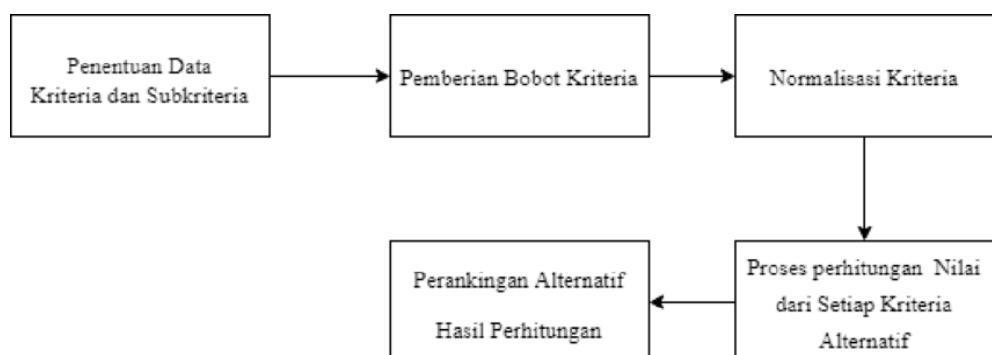 Penentuan Data
Kriteria dan Subkriteria
Pemberian Bobot Kriteria
Normalisasi Kriteria
Proses perhitungan Nilai
dari Setiap Kriteria
Alternatif
Perankingan Alternatif
Hasil Perhitungan